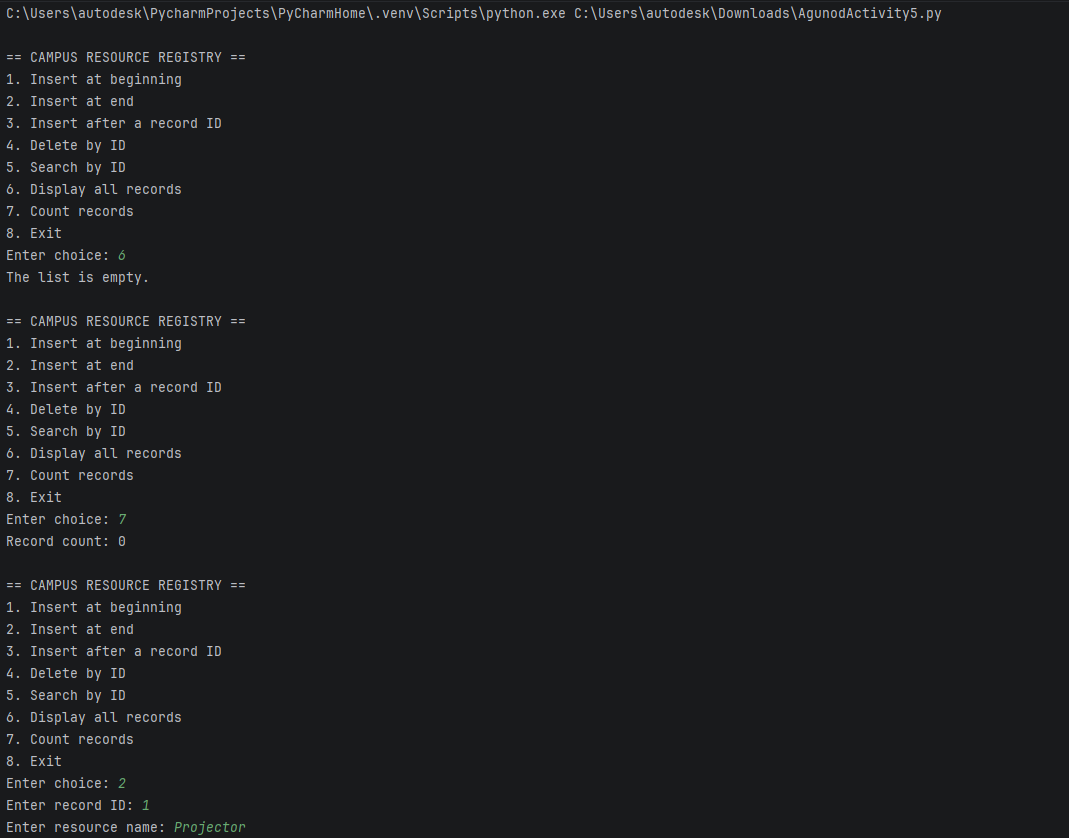 C:\Users\autodesk\PycharmProjects\PyCharmHome\.venv\Scripts\python.exe C:\Users\autodesk\Downloads\AgunodActivity5.py
== CAMPUS RESOURCE REGISTRY ==
1. Insert at beginning
2. Insert at end
3. Insert after a record ID
4. Delete by ID
5. Search by ID
6. Display all records
7. Count records
8. Exit
Enter choice: 6
The list is empty.
== CAMPUS RESOURCE REGISTRY ==
1. Insert at beginning
2. Insert at end
3. Insert after a record ID
4. Delete by ID
5. Search by ID
6. Display all records
7. Count records
8. Exit
Enter choice: 7
Record count: 0
== CAMPUS RESOURCE REGISTRY ==
1. Insert at beginning
2. Insert at end
3. Insert after a record ID
4. Delete by ID
5. Search by ID
6. Display all records
7. Count records
8. Exit
Enter choice: 2
Enter record ID: 1
Enter resource name: Projector